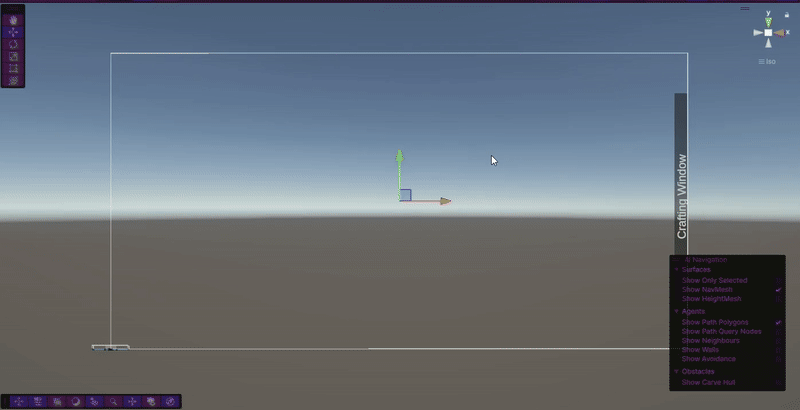 y
x
Iso
Crafting Window
AI Navigation
Surfaces
Show Only Selected
Show NavMesh
Show HeightMesh
Agents
Show Path Polygons
Show Path Query Nodes
Show Neighbours
Show Walls
Show Avoidance
Obstacles
Show Carve Hull